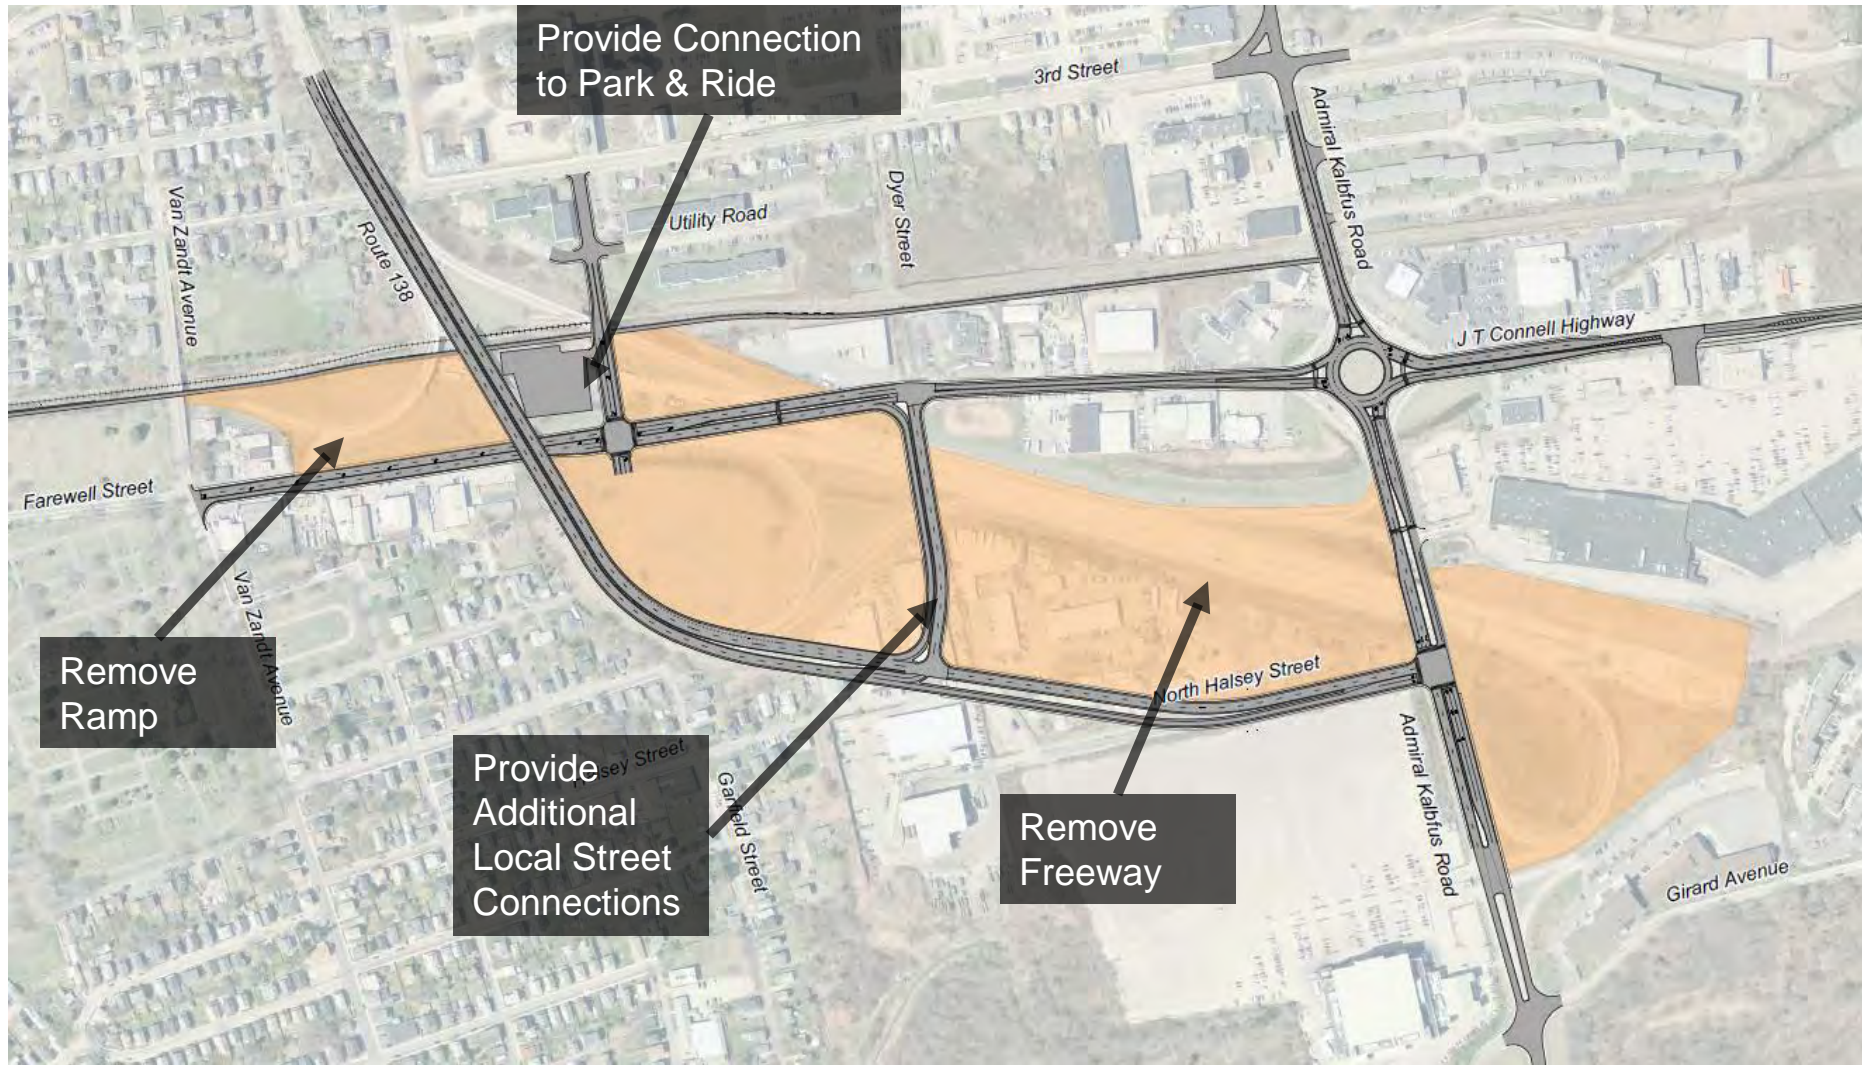 Provide Connection
to Park & Ride
3rd Street
Admiral Kalbfus Road
Van Zandt Avenue
Route 138
Utility Road
Dyer Street
J T Connell Highway
Farewell Street
Van Zandt Avenue
Remove
Ramp
North Halsey Street
Provide
Additional
Local Street
Connections
Halsey Street
Garfield Street
Remove
Freeway
Admiral Kalbfus Road
Girard Avenue